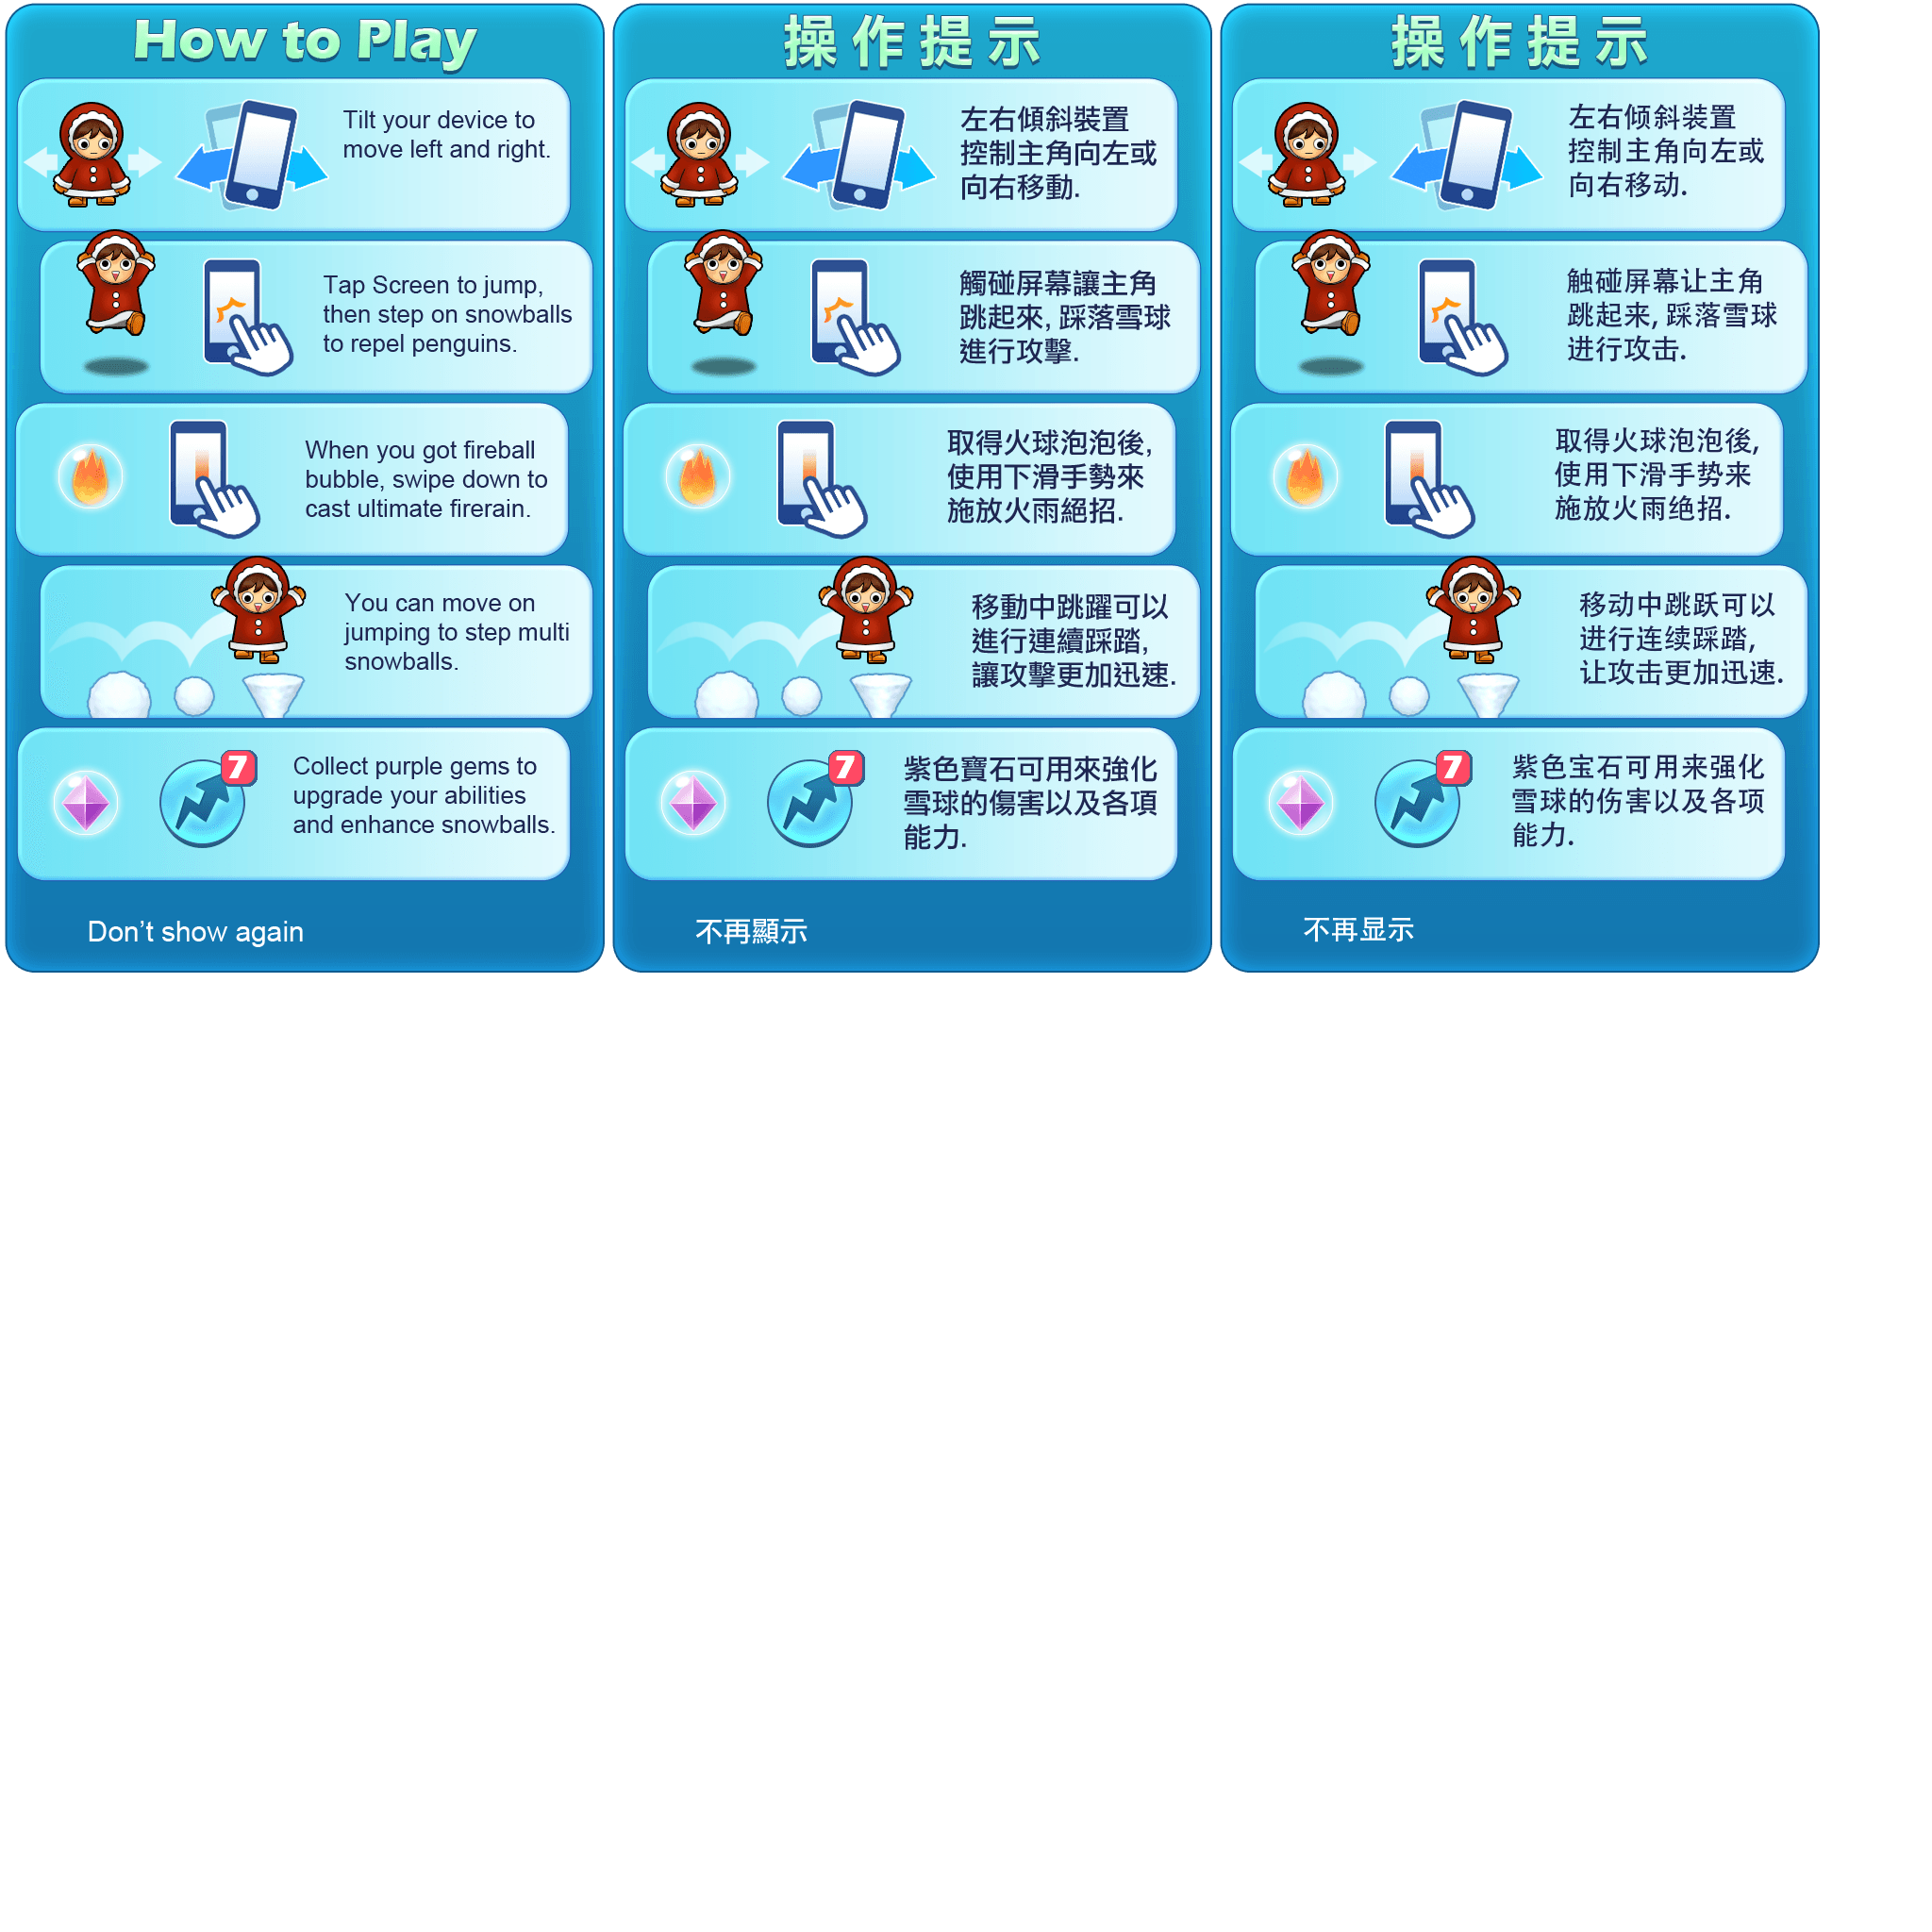 How to Play
Tilt your device to
move left and right.
Tap Screen to jump,
then step on snowballs
to repel penguins.
When you got fireball
bubble, swipe down to
cast ultimate firerain.
You can move on
jumping to step multi
snowballs.
7
Collect purple gems to
upgrade your abilities
and enhance snowballs.
Don't show again
操作提示
左右傾斜裝置
控制主角向左或
向右移動.
觸碰屏幕讓主角
跳起來, 踩落雪球
進行攻擊.
取得火球泡泡後,
使用下滑手勢來
施放火雨絕招.
移動中跳躍可以
進行連續踩踏,
讓攻擊更加迅速.
7
紫色寶石可用來強化
雪球的傷害以及各項
能力.
不再顯示
操作提示
左右倾斜装置
控制主角向左或
向右移动.
触碰屏幕让主角
跳起来, 踩落雪球
进行攻击.
取得火球泡泡後,
使用下滑手势来
施放火雨绝招.
移动中跳跃可以
进行连续踩踏,
让攻击更加迅速.
7
紫色宝石可用来强化
雪球的伤害以及各项
能力.
不再显示